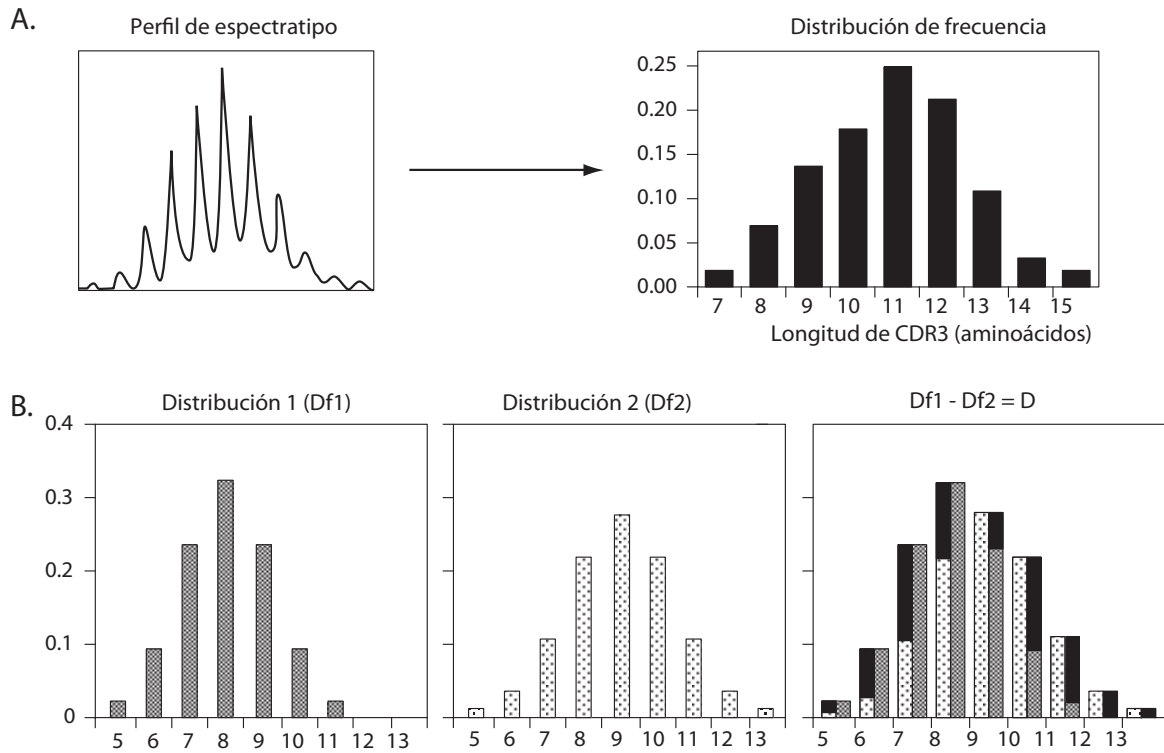 A.
Perfil de espectratipo
Distribución de frecuencia
0.25
0.20
0.15
0.10
0.05
0.00
7 8 9 10 11 12 13 14 15
Longitud de CDR3 (aminoácidos)
B.
Distribución 1 (Df1)
Distribución 2 (Df2)
Df1 - Df2 = D
0.4
0.3
0.2
0.1
0
5 6 7 8 9 10 11 12 13
5 6 7 8 9 10 11 12 13
5 6 7 8 9 10 11 12 13